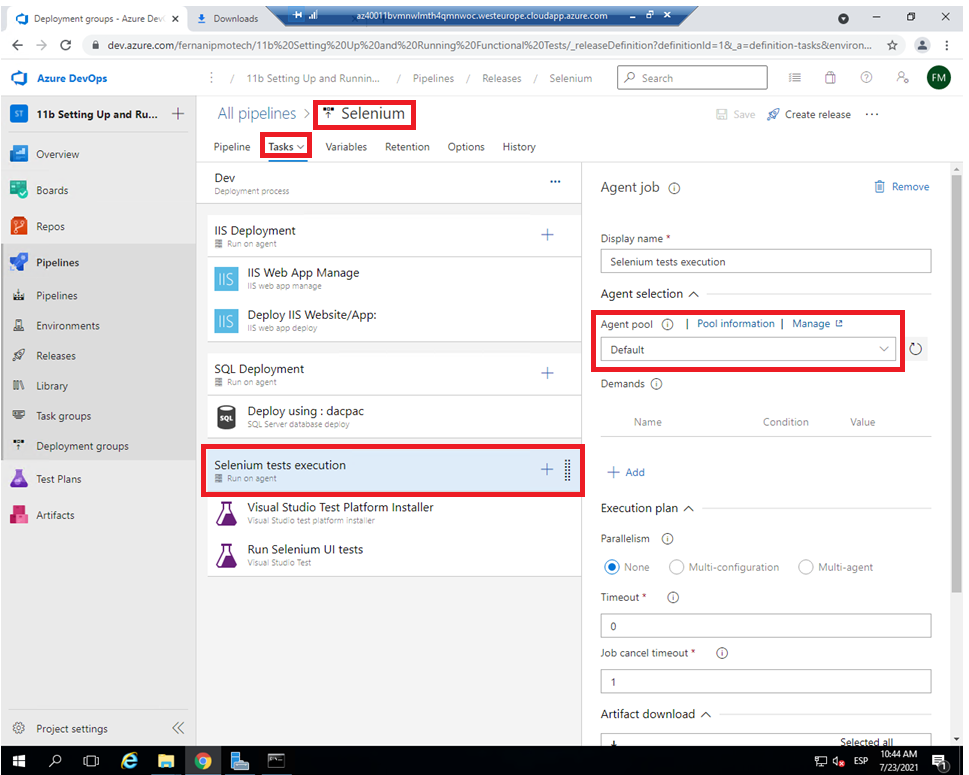 Deployment groups - Azure Dev
Downloads
az40011bvmnwlmth4qmnwoc.westeurope.cloudapp.azure.com
dev.azure.com/fernanipmotech/11b%20Setting%20Up%20and%20Running%20Functional%20Tests/_releaseDefinition?definitionId=1&_a=definition-tasks&environ...
Azure DevOps
/ 11b Setting Up and Runnin... / Pipelines / Releases / Selenium
Search
FM
ST 11b Setting Up and Ru...
Overview
Boards
Repos
Pipelines
Pipelines
Environments
Releases
Library
Task groups
Deployment groups
Test Plans
Artifacts
Project settings
All pipelines > Selenium
Save
Create release
Pipeline Tasks Variables Retention Options History
Dev
Deployment process
IIS Deployment
Run on agent
IIS
IIS Web App Manage
IIS web app manage
IIS
Deploy IIS Website/App:
IIS web app deploy
SQL Deployment
Run on agent
SQL
Deploy using : dacpac
SQL Server database deploy
Selenium tests execution
Run on agent
Visual Studio Test Platform Installer
Visual Studio test platform installer
Run Selenium UI tests
Visual Studio Test
Agent job
Remove
Display name *
Selenium tests execution
Agent selection
Agent pool | Pool information | Manage
Default
Demands
Name Condition Value
Add
Execution plan
Parallelism
None Multi-configuration Multi-agent
Timeout *
0
Job cancel timeout *
1
Artifact download
Selected all
ESP
10:44 AM
7/23/2021
1